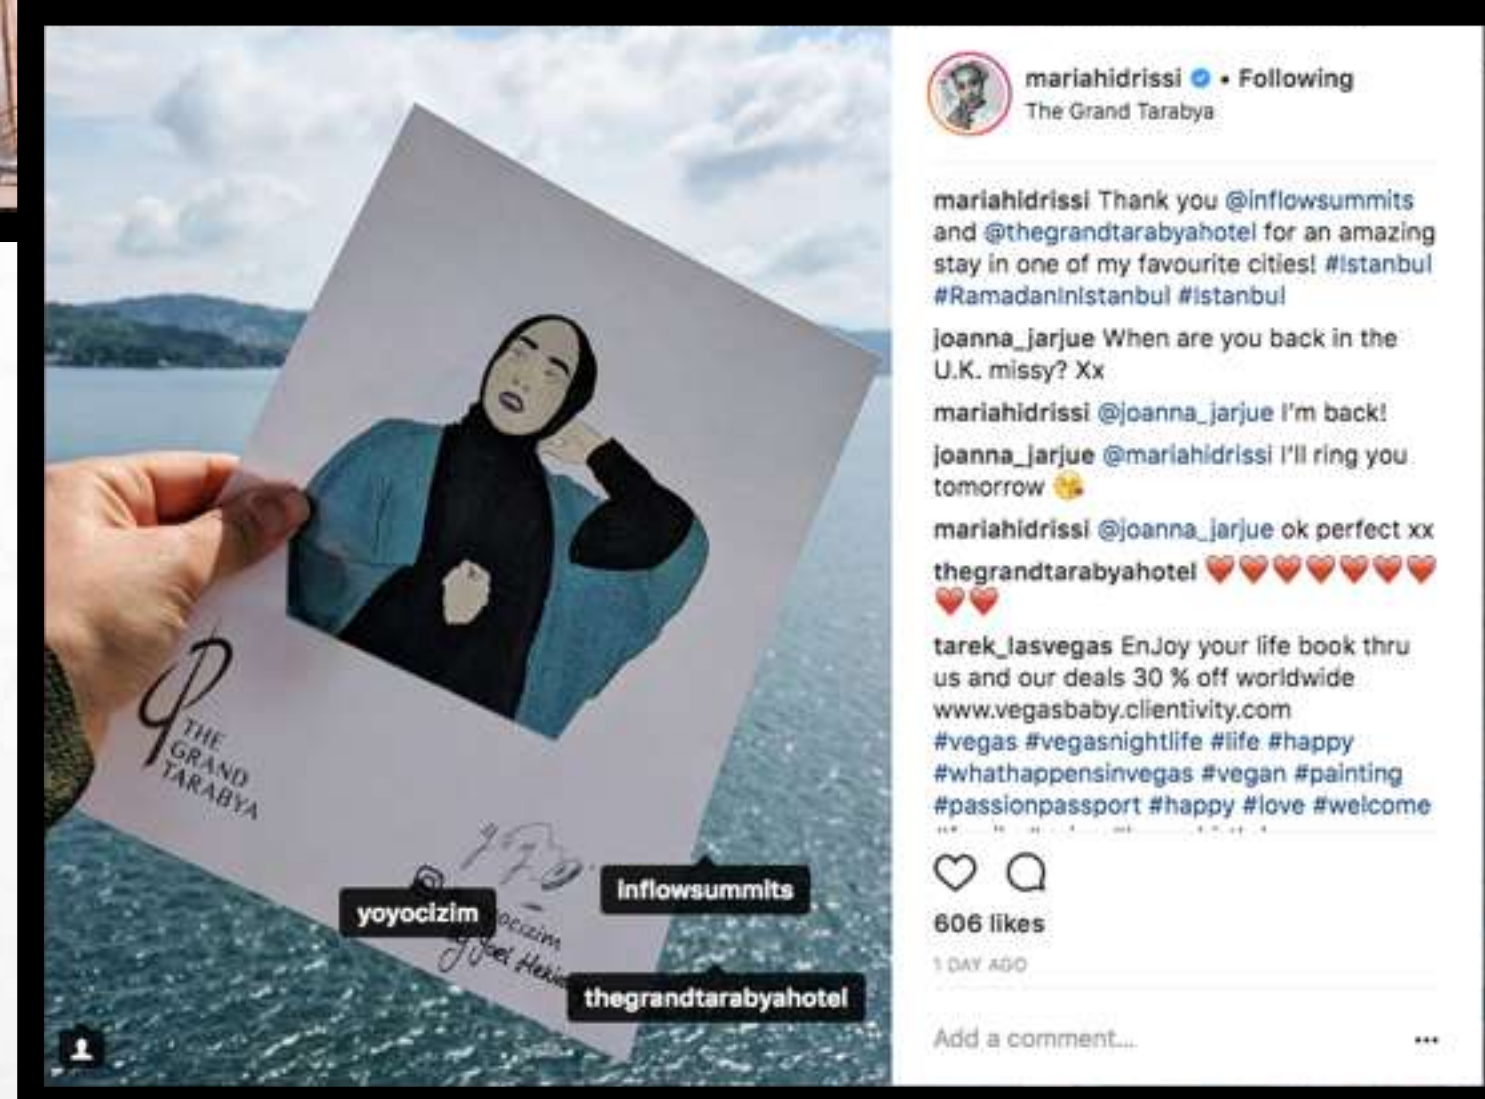 THE
GRAND
TARABYA
yoyocizim
inflowsummits
thegrandtarabyahotel
mariahidrissi • Following
The Grand Tarabya
mariahidrissi Thank you @inflowsummits
and @thegrandtarabyahotel for an amazing
stay in one of my favourite cities! #Istanbul
#RamadanInIstanbul #Istanbul
joanna_jarjue When are you back in the
U.K. missy? Xx
mariahidrissi @joanna_jarjue I'm back!
joanna_jarjue @mariahidrissi I'll ring you
tomorrow 😘
mariahidrissi @joanna_jarjue ok perfect xx
thegrandtarabyahotel ❤️❤️❤️❤️❤️❤️❤️
❤️❤️
tarek_lasvegas EnJoy your life book thru
us and our deals 30 % off worldwide
www.vegasbaby.clientivity.com
#vegas #vegasnightlife #life #happy
#whathappensinvegas #vegan #painting
#passionpassport #happy #love #welcome
606 likes
1 DAY AGO
Add a comment...